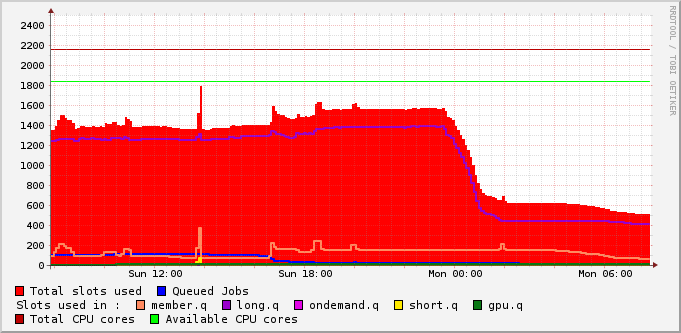 RRDTOOL / TOBI OETIKER
2400
2200
2000
1800
1600
1400
1200
1000
800
600
400
200
0
Sun 12:00 Sun 18:00 Mon 00:00 Mon 06:00
Total slots used Queued Jobs
Slots used in : member.q long.q ondemand.q short.q gpu.q
Total CPU cores Available CPU cores